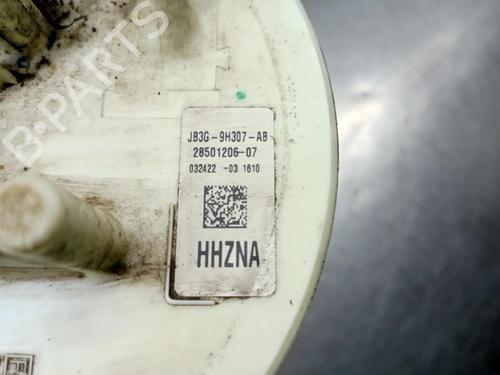 B-PARTS
JB3G-9H307-AB
28501206-07
032422 -03 1610
HHZNA